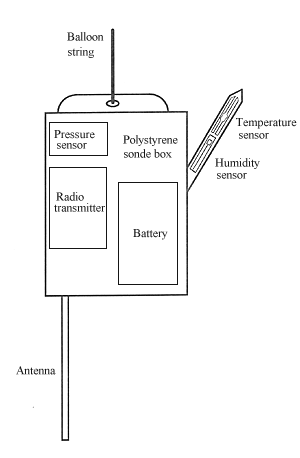 Balloon
string
Pressure
sensor
Polystyrene
sonde box
Temperature
sensor
Humidity
sensor
Radio
transmitter
Battery
Antenna